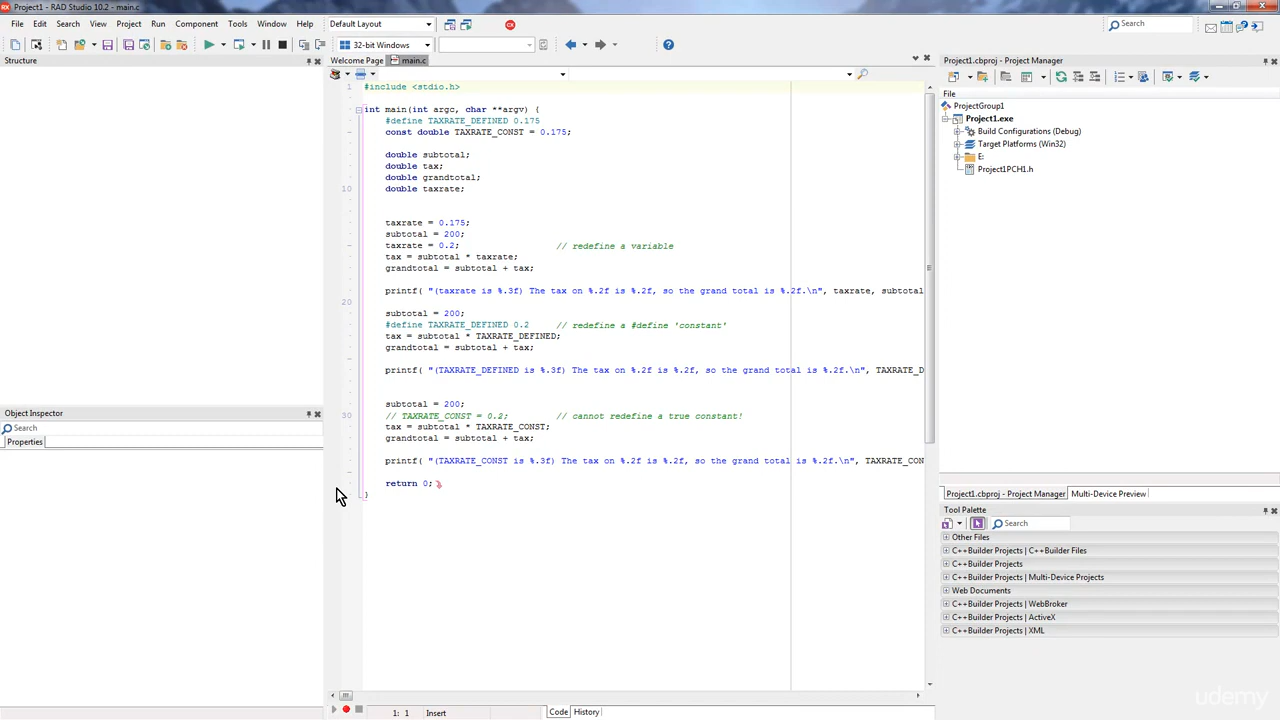 Project1 - RAD Studio 10.2 - main.c
File Edit Search View Project Run Component Tools Window Help Default Layout Search
32-bit Windows
Structure
Welcome Page main.c
Project1.cbproj - Project Manager
File
ProjectGroup1
Project1.exe
Build Configurations (Debug)
Target Platforms (Win32)
E:
Project1PCH1.h
1 #include <stdio.h>
int main(int argc, char **argv) {
#define TAXRATE_DEFINED 0.175
const double TAXRATE_CONST = 0.175;
double subtotal;
double tax;
double grandtotal;
10 double taxrate;
taxrate = 0.175;
subtotal = 200;
taxrate = 0.2; // redefine a variable
tax = subtotal * taxrate;
grandtotal = subtotal + tax;
printf( "(taxrate is %.3f) The tax on %.2f is %.2f, so the grand total is %.2f.\n", taxrate, subtotal
20
subtotal = 200;
#define TAXRATE_DEFINED 0.2 // redefine a #define 'constant'
tax = subtotal * TAXRATE_DEFINED;
grandtotal = subtotal + tax;
printf( "(TAXRATE_DEFINED is %.3f) The tax on %.2f is %.2f, so the grand total is %.2f.\n", TAXRATE_D
subtotal = 200;
30 // TAXRATE_CONST = 0.2; // cannot redefine a true constant!
tax = subtotal * TAXRATE_CONST;
grandtotal = subtotal + tax;
printf( "(TAXRATE_CONST is %.3f) The tax on %.2f is %.2f, so the grand total is %.2f.\n", TAXRATE_CON
return 0;
}
Object Inspector
Search
Properties
Project1.cbproj - Project Manager Multi-Device Preview
Tool Palette
Search
Other Files
C++Builder Projects | C++Builder Files
C++Builder Projects
C++Builder Projects | Multi-Device Projects
Web Documents
C++Builder Projects | WebBroker
C++Builder Projects | ActiveX
C++Builder Projects | XML
1: 1 Insert Code History
udemy